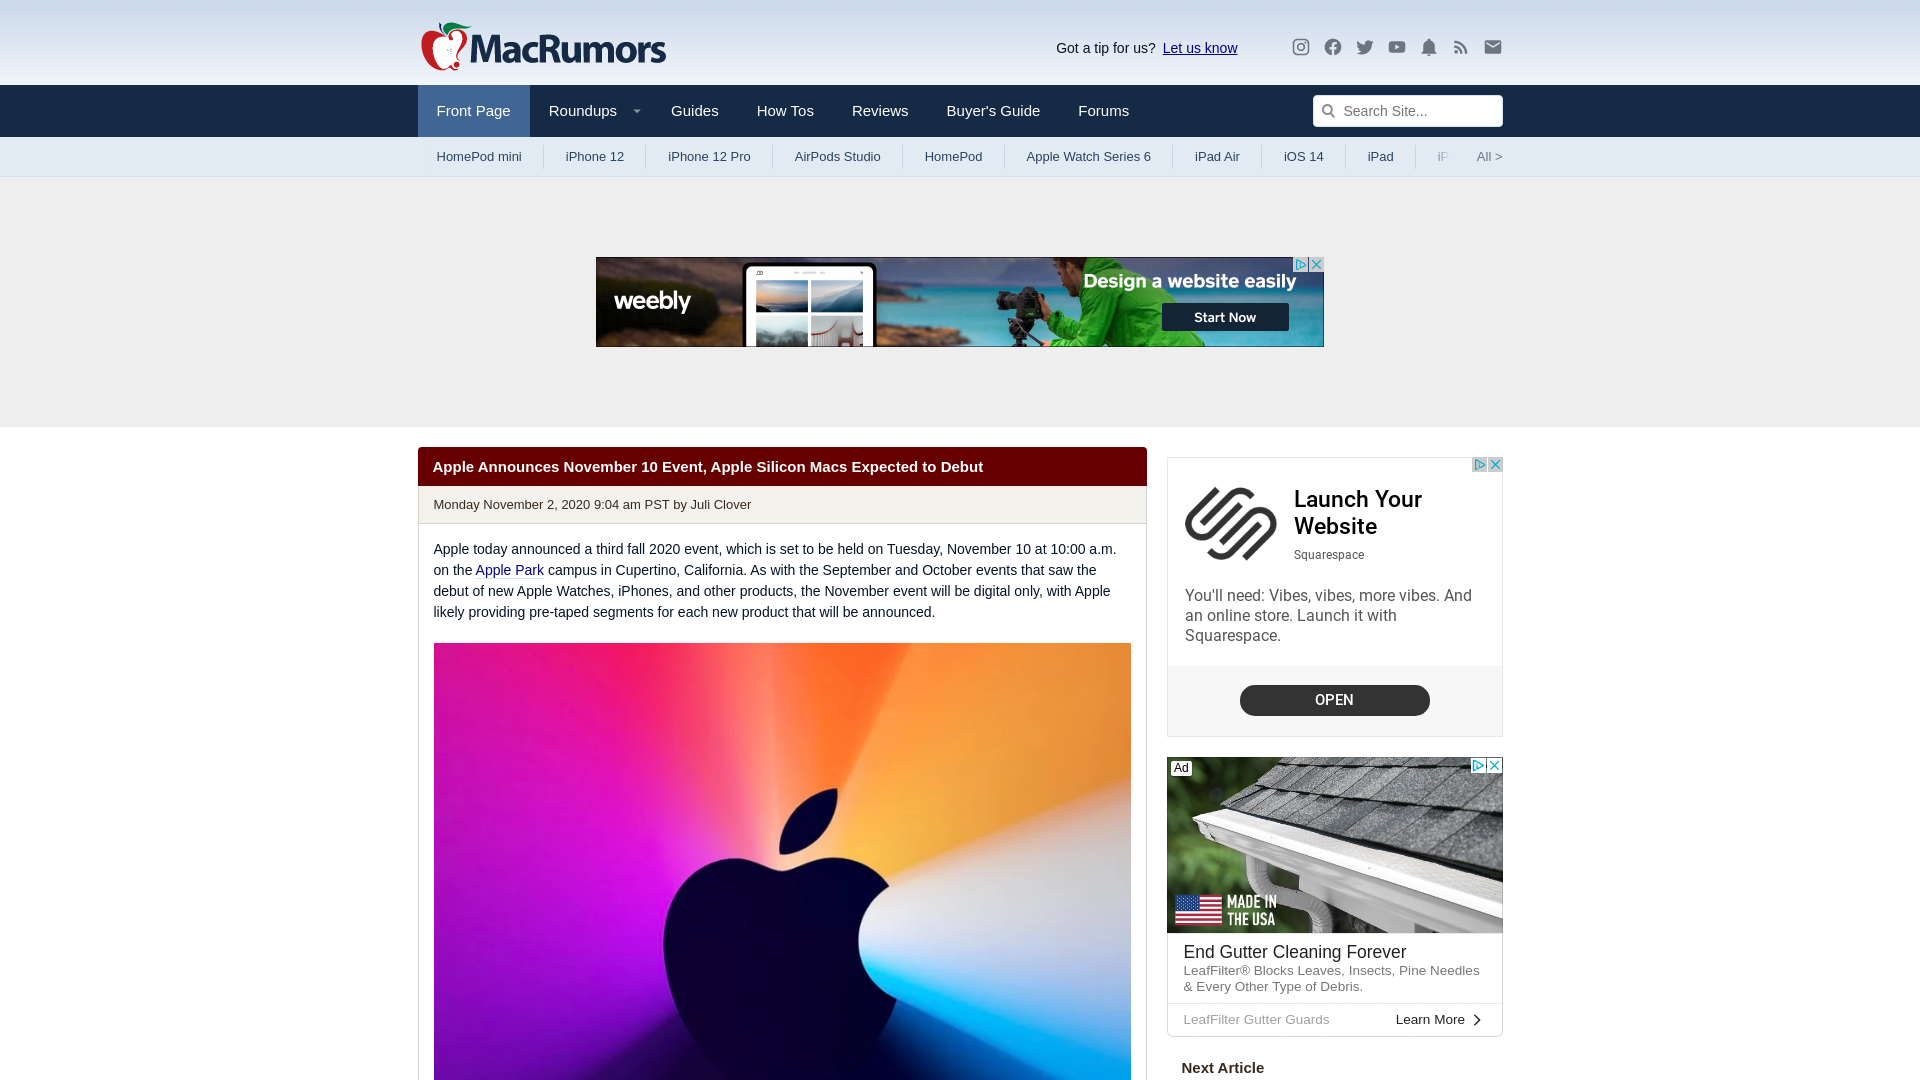 MacRumors
Got a tip for us? Let us know
Front Page
Roundups
Guides
How Tos
Reviews
Buyer's Guide
Forums
Search Site...
HomePod mini
iPhone 12
iPhone 12 Pro
AirPods Studio
HomePod
Apple Watch Series 6
iPad Air
iOS 14
iPad
iP
All >
weebly
Design a website easily
Start Now
Apple Announces November 10 Event, Apple Silicon Macs Expected to Debut
Monday November 2, 2020 9:04 am PST by Juli Clover
Apple today announced a third fall 2020 event, which is set to be held on Tuesday, November 10 at 10:00 a.m.
on the Apple Park campus in Cupertino, California. As with the September and October events that saw the
debut of new Apple Watches, iPhones, and other products, the November event will be digital only, with Apple
likely providing pre-taped segments for each new product that will be announced.
Launch Your
Website
Squarespace
You'll need: Vibes, vibes, more vibes. And
an online store. Launch it with
Squarespace.
OPEN
Ad
MADE IN
THE USA
End Gutter Cleaning Forever
LeafFilter® Blocks Leaves, Insects, Pine Needles
& Every Other Type of Debris.
LeafFilter Gutter Guards
Learn More
Next Article